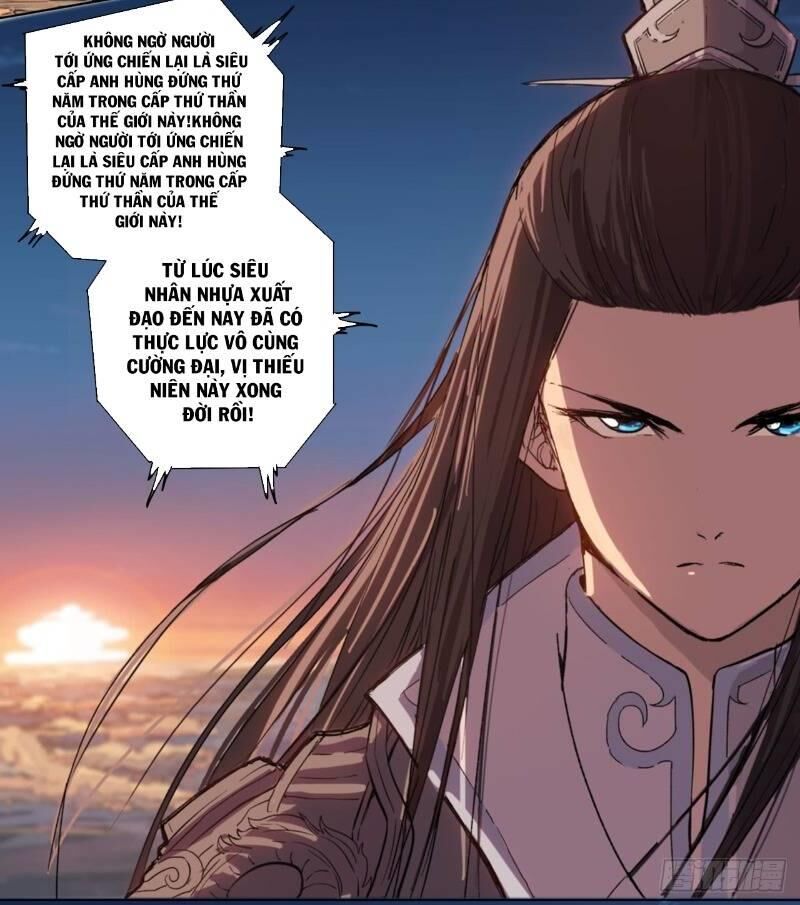 KHÔNG NGỜ NGƯỜI
TỚI ỨNG CHIẾN LẠI LÀ SIÊU
CẤP ANH HÙNG ĐỨNG THỨ
NĂM TRONG CẤP THỨ THẦN
CỦA THẾ GIỚI NÀY!KHÔNG
NGỜ NGƯỜI TỚI ỨNG CHIẾN
LẠI LÀ SIÊU CẤP ANH HÙNG
ĐỨNG THỨ NĂM TRONG CẤP
THỨ THẦN CỦA THẾ
GIỚI NÀY!
TỪ LÚC SIÊU
NHÂN NHỰA XUẤT
ĐẠO ĐẾN NAY ĐÃ CÓ
THỰC LỰC VÔ CÙNG
CƯỜNG ĐẠI, VỊ THIẾU
NIÊN NÀY XONG
ĐỜI RỒI!